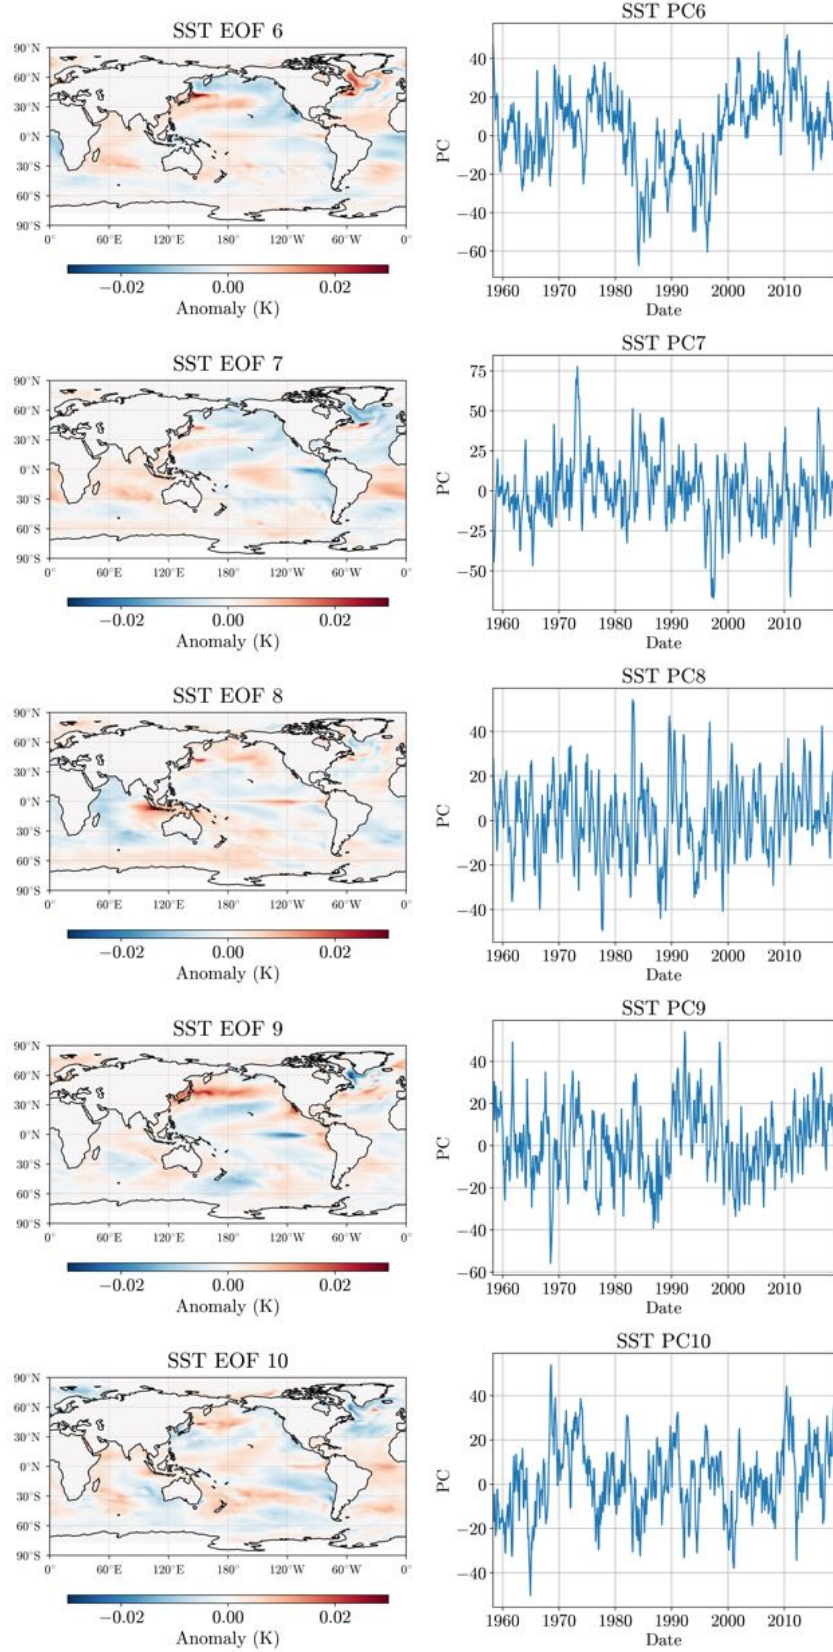 SST EOF 6
90°N
60°N
30°N
0°N
30°S
60°S
90°S
0° 60°E 120°E 180° 120°W 60°W 0°
−0.02 0.00 0.02
Anomaly (K)
SST PC6
PC
40
20
0
−20
−40
−60
1960 1970 1980 1990 2000 2010
Date
SST EOF 7
90°N
60°N
30°N
0°N
30°S
60°S
90°S
0° 60°E 120°E 180° 120°W 60°W 0°
−0.02 0.00 0.02
Anomaly (K)
SST PC7
PC
75
50
25
0
−25
−50
1960 1970 1980 1990 2000 2010
Date
SST EOF 8
90°N
60°N
30°N
0°N
30°S
60°S
90°S
0° 60°E 120°E 180° 120°W 60°W 0°
−0.02 0.00 0.02
Anomaly (K)
SST PC8
PC
40
20
0
−20
−40
1960 1970 1980 1990 2000 2010
Date
SST EOF 9
90°N
60°N
30°N
0°N
30°S
60°S
90°S
0° 60°E 120°E 180° 120°W 60°W 0°
−0.02 0.00 0.02
Anomaly (K)
SST PC9
PC
40
20
0
−20
−40
−60
1960 1970 1980 1990 2000 2010
Date
SST EOF 10
90°N
60°N
30°N
0°N
30°S
60°S
90°S
0° 60°E 120°E 180° 120°W 60°W 0°
−0.02 0.00 0.02
Anomaly (K)
SST PC10
PC
40
20
0
−20
−40
1960 1970 1980 1990 2000 2010
Date